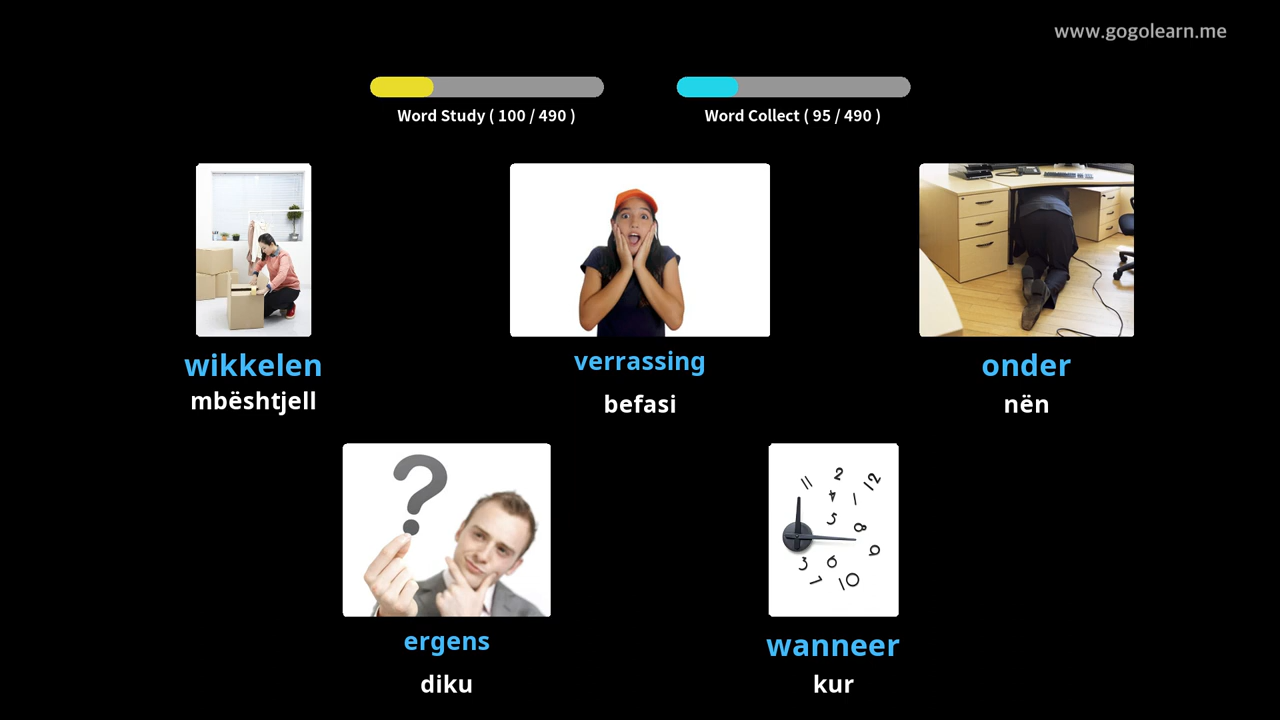 www.gogolearn.me
Word Study ( 100 / 490 )
Word Collect ( 95 / 490 )
wikkelen
mbështjell
verrassing
befasi
onder
nën
ergens
diku
wanneer
kur